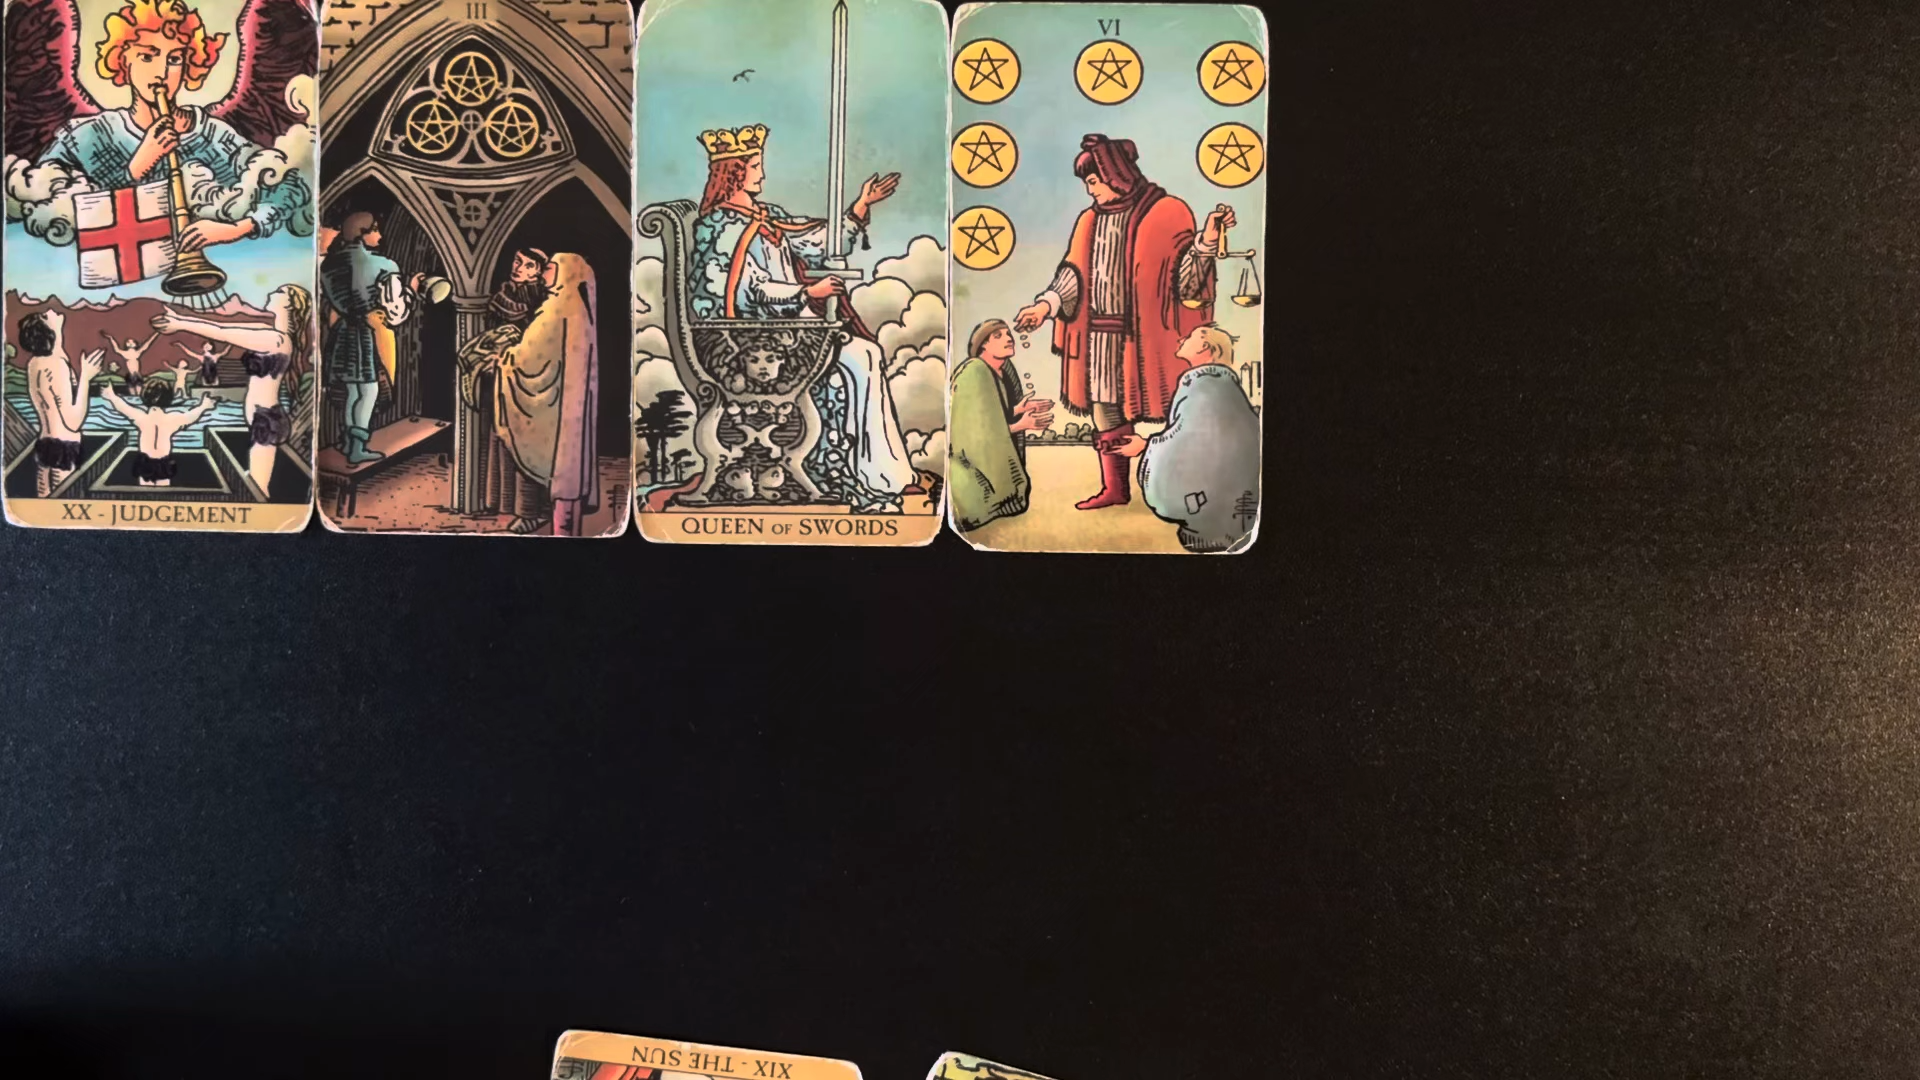 III
VI
XX - JUDGEMENT
QUEEN OF SWORDS
XIX - THE SUN